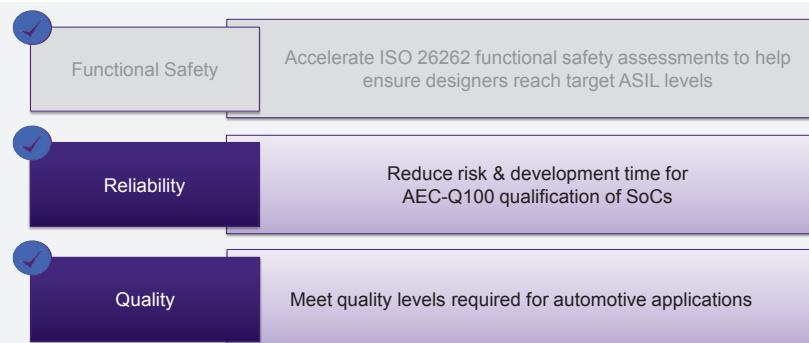 Functional Safety
Accelerate ISO 26262 functional safety assessments to help
ensure designers reach target ASIL levels
Reliability
Reduce risk & development time for
AEC-Q100 qualification of SoCs
Quality
Meet quality levels required for automotive applications